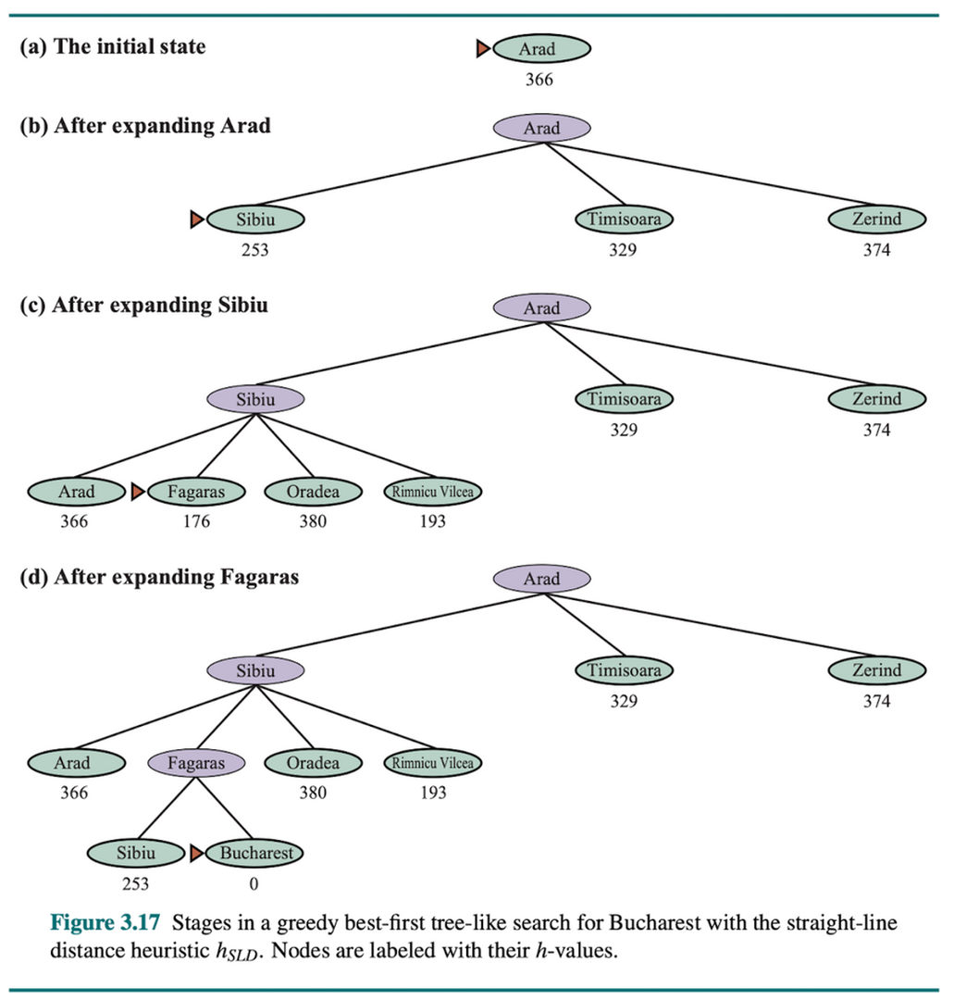 (a) The initial state
Arad
366
(b) After expanding Arad
Arad
Sibiu Timisoara Zerind
253 329 374
(c) After expanding Sibiu
Arad
Sibiu Timisoara Zerind
329 374
Arad Fagaras Oradea Rimnicu Vilcea
366 176 380 193
(d) After expanding Fagaras
Arad
Sibiu Timisoara Zerind
329 374
Arad Fagaras Oradea Rimnicu Vilcea
366 380 193
Sibiu Bucharest
253 0
Figure 3.17 Stages in a greedy best-first tree-like search for Bucharest with the straight-line
distance heuristic hSLD. Nodes are labeled with their h-values.